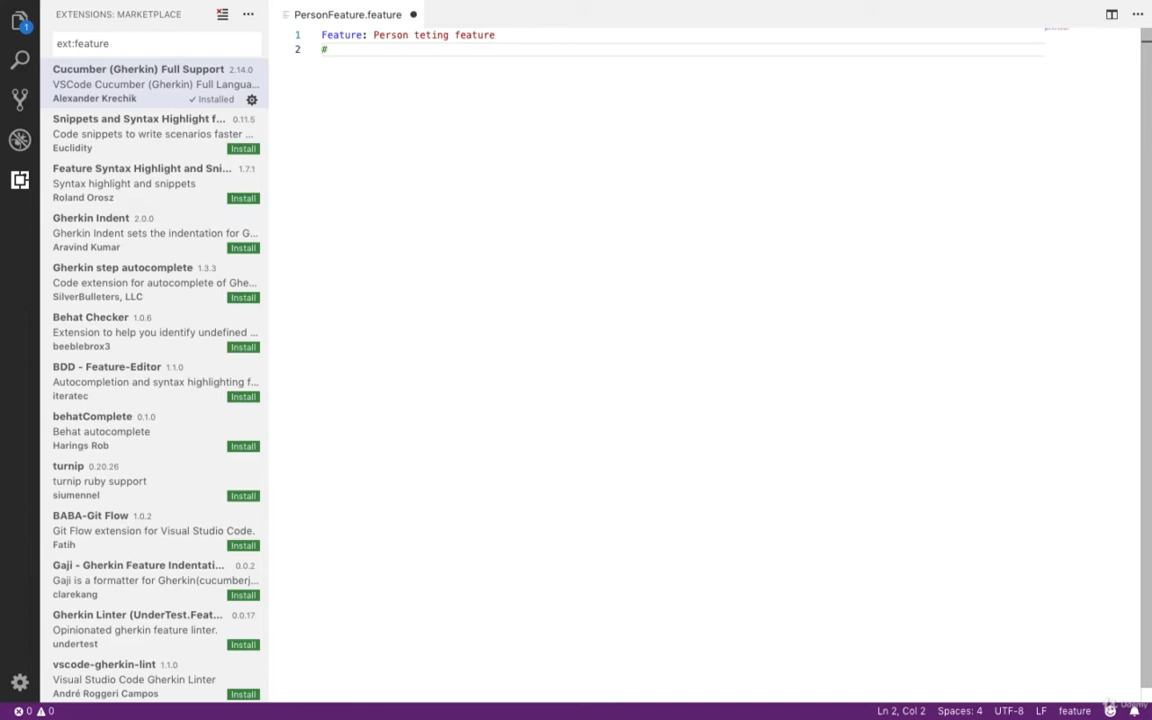 EXTENSIONS: MARKETPLACE
PersonFeature.feature
ext:feature
1 Feature: Person teting feature
2 #
Cucumber (Gherkin) Full Support 2.14.0
VSCode Cucumber (Gherkin) Full Langua...
Alexander Krechik ✓ Installed
Snippets and Syntax Highlight f... 0.11.5
Code snippets to write scenarios faster ...
Euclidity Install
Feature Syntax Highlight and Sni... 1.7.1
Syntax highlight and snippets
Roland Orosz Install
Gherkin Indent 2.0.0
Gherkin Indent sets the indentation for G...
Aravind Kumar Install
Gherkin step autocomplete 1.3.3
Code extension for autocomplete of Ghe...
SilverBulleters, LLC Install
Behat Checker 1.0.6
Extension to help you identify undefined ...
beeblebrox3 Install
BDD - Feature-Editor 1.1.0
Autocompletion and syntax highlighting f...
iteratec Install
behatComplete 0.1.0
Behat autocomplete
Harings Rob Install
turnip 0.20.26
turnip ruby support
siumennel Install
BABA-Git Flow 1.0.2
Git Flow extension for Visual Studio Code.
Fatih Install
Gaji - Gherkin Feature Indentati... 0.0.2
Gaji is a formatter for Gherkin(cucumberj...
clarekang Install
Gherkin Linter (UnderTest.Feat... 0.0.17
Opinionated gherkin feature linter.
undertest Install
vscode-gherkin-lint 1.1.0
Visual Studio Code Gherkin Linter
André Roggeri Campos Install
0 0 Ln 2, Col 2 Spaces: 4 UTF-8 LF feature
Udemy
1